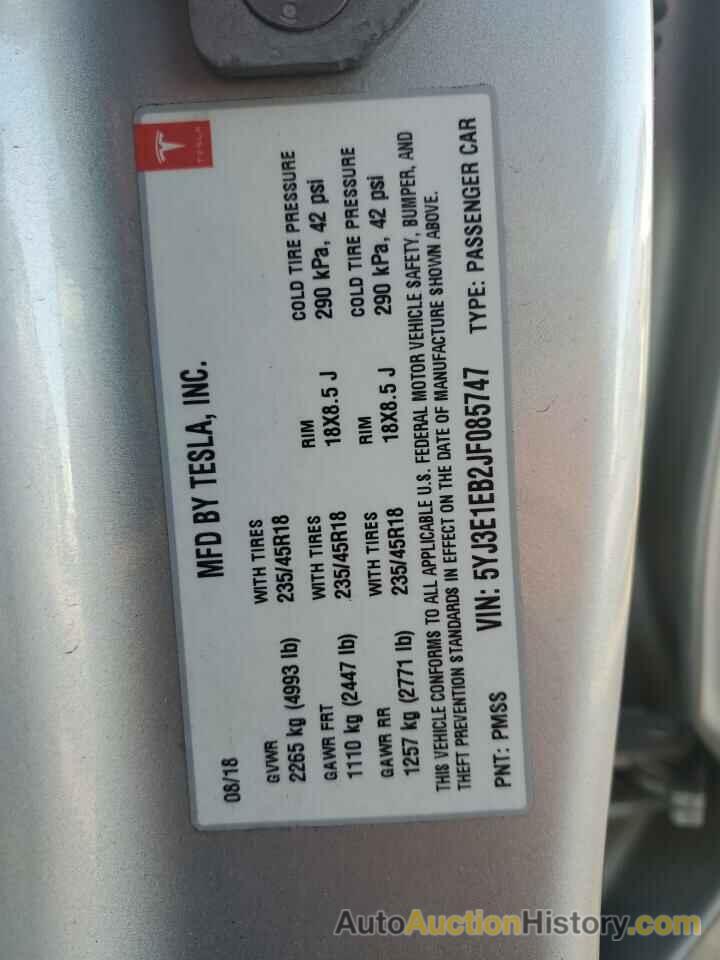 TESLA
MFD BY TESLA, INC.
08/18
GVWR WITH TIRES
2265 kg (4993 lb) 235/45R18
GAWR FRT WITH TIRES RIM COLD TIRE PRESSURE
1110 kg (2447 lb) 235/45R18 18X8.5 J 290 kPa, 42 psi
GAWR RR WITH TIRES RIM COLD TIRE PRESSURE
1257 kg (2771 lb) 235/45R18 18X8.5 J 290 kPa, 42 psi
THIS VEHICLE CONFORMS TO ALL APPLICABLE U.S. FEDERAL MOTOR VEHICLE SAFETY, BUMPER, AND
THEFT PREVENTION STANDARDS IN EFFECT ON THE DATE OF MANUFACTURE SHOWN ABOVE.
PNT: PMSS VIN: 5YJ3E1EB2JF085747 TYPE: PASSENGER CAR
AutoAuctionHistory.com